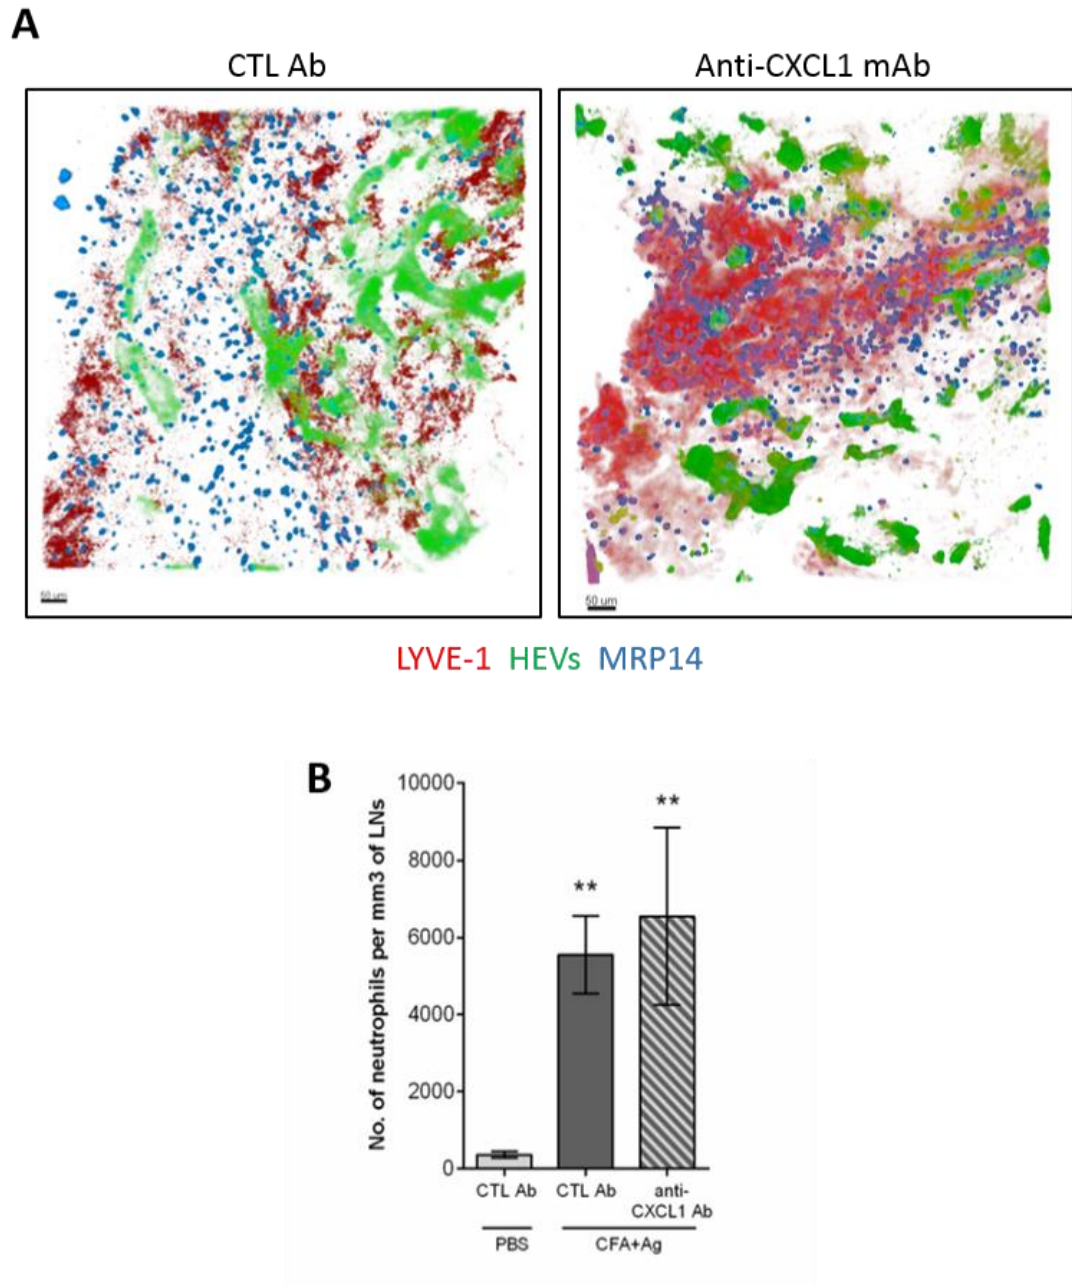 A
CTL Ab
Anti-CXCL1 mAb
50 um
50 um
LYVE-1 HEVs MRP14
B
No. of neutrophils per mm3 of LNs
10000
8000
6000
4000
2000
0
**
**
CTL Ab
CTL Ab
anti-
CXCL1 Ab
PBS
CFA+Ag